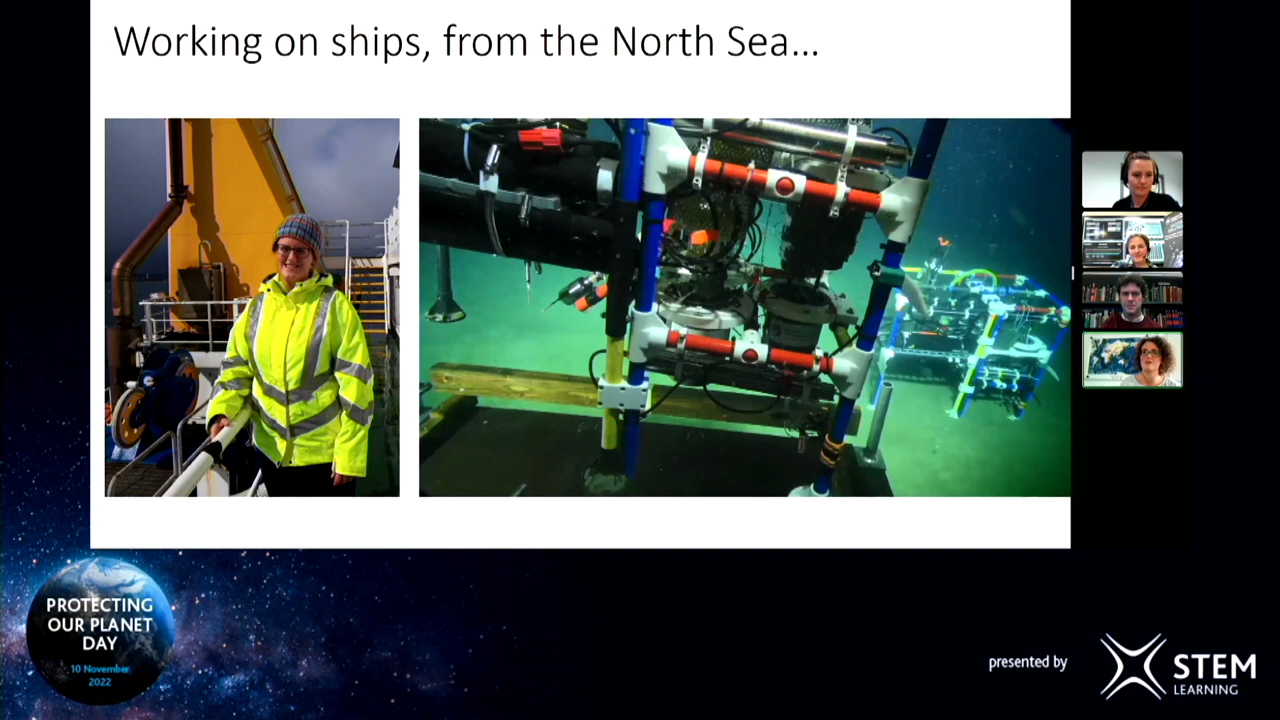 Working on ships, from the North Sea...
PROTECTING
OUR PLANET
DAY
10 November
2022
presented by
STEM
LEARNING